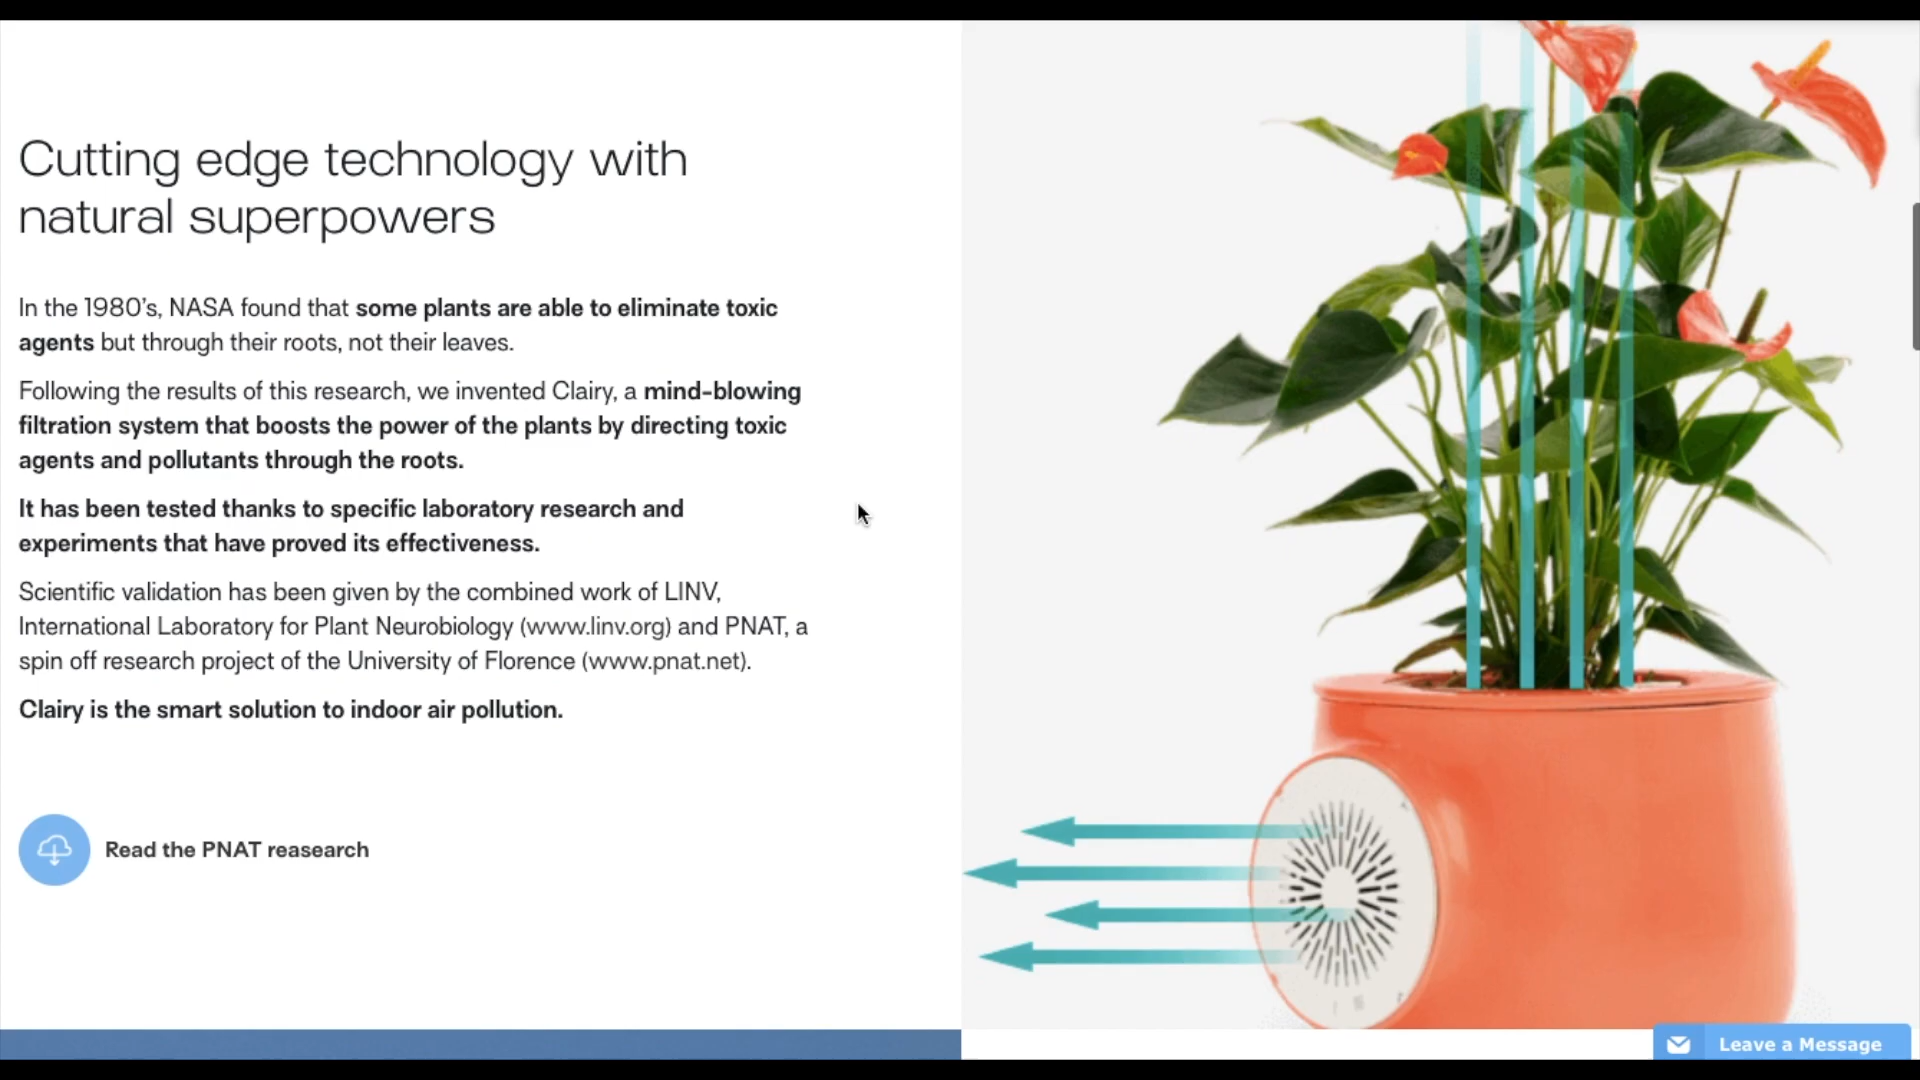 Cutting edge technology with
natural superpowers
In the 1980's, NASA found that some plants are able to eliminate toxic
agents but through their roots, not their leaves.
Following the results of this research, we invented Clairy, a mind-blowing
filtration system that boosts the power of the plants by directing toxic
agents and pollutants through the roots.
It has been tested thanks to specific laboratory research and
experiments that have proved its effectiveness.
Scientific validation has been given by the combined work of LINV,
International Laboratory for Plant Neurobiology (www.linv.org) and PNAT, a
spin off research project of the University of Florence (www.pnat.net).
Clairy is the smart solution to indoor air pollution.
Read the PNAT reasearch
Leave a Message